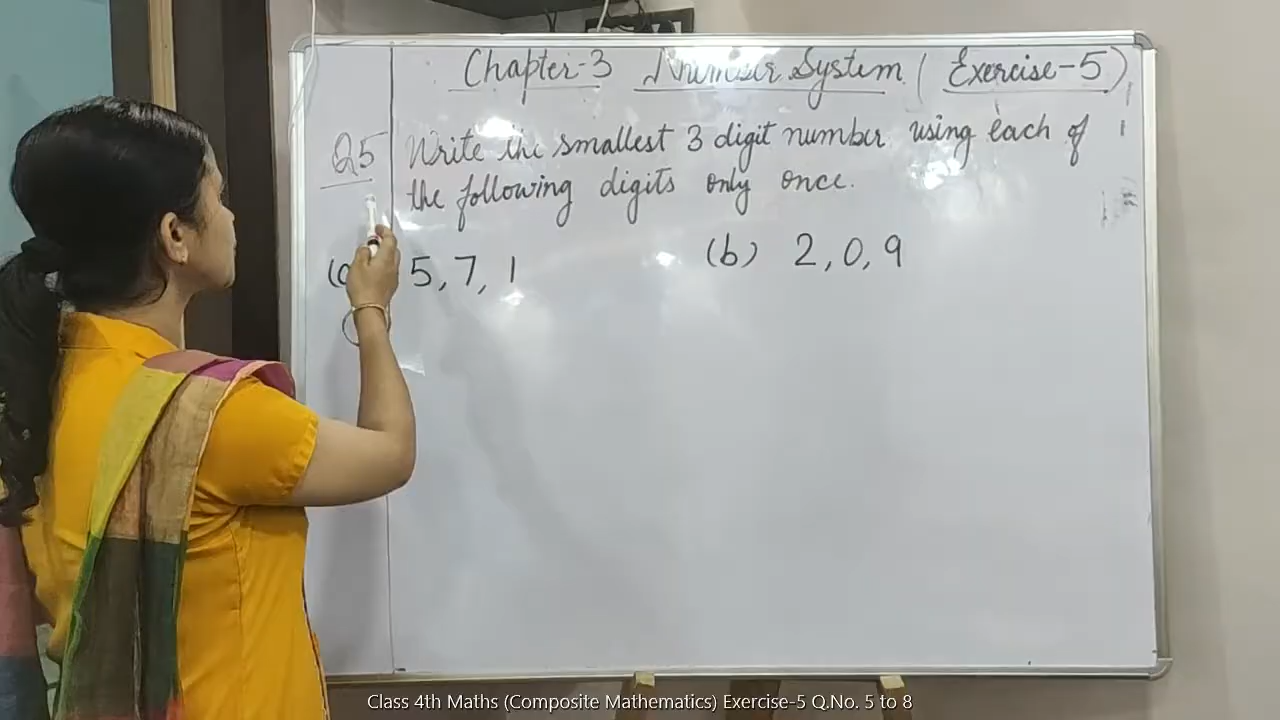 Chapter-3 Number System (Exercise-5)
Q5 Write the smallest 3 digit number using each of
the following digits only once.
5, 7, 1 (b) 2, 0, 9
Class 4th Maths (Composite Mathematics) Exercise-5 Q.No. 5 to 8